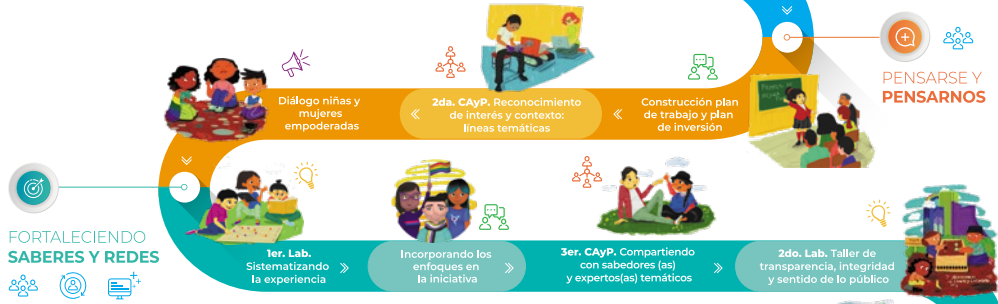 PENSARSE Y
PENSARNOS
Diálogo niñas y
mujeres
empoderadas
2da. CAyP. Reconocimiento
de interés y contexto:
líneas temáticas
Construcción plan
de trabajo y plan
de inversión
FORTALECIENDO
SABERES Y REDES
1er. Lab.
Sistematizando
la experiencia
Incorporando los
enfoques en
la iniciativa
3er. CAyP. Compartiendo
con sabedores (as)
y expertos(as) temáticos
2do. Lab. Taller de
transparencia, integridad
y sentido de lo público